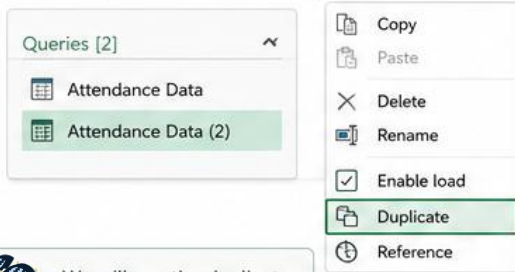 Queries [2]
Attendance Data
Attendance Data (2)
Copy
Paste
Delete
Rename
Enable load
Duplicate
Reference